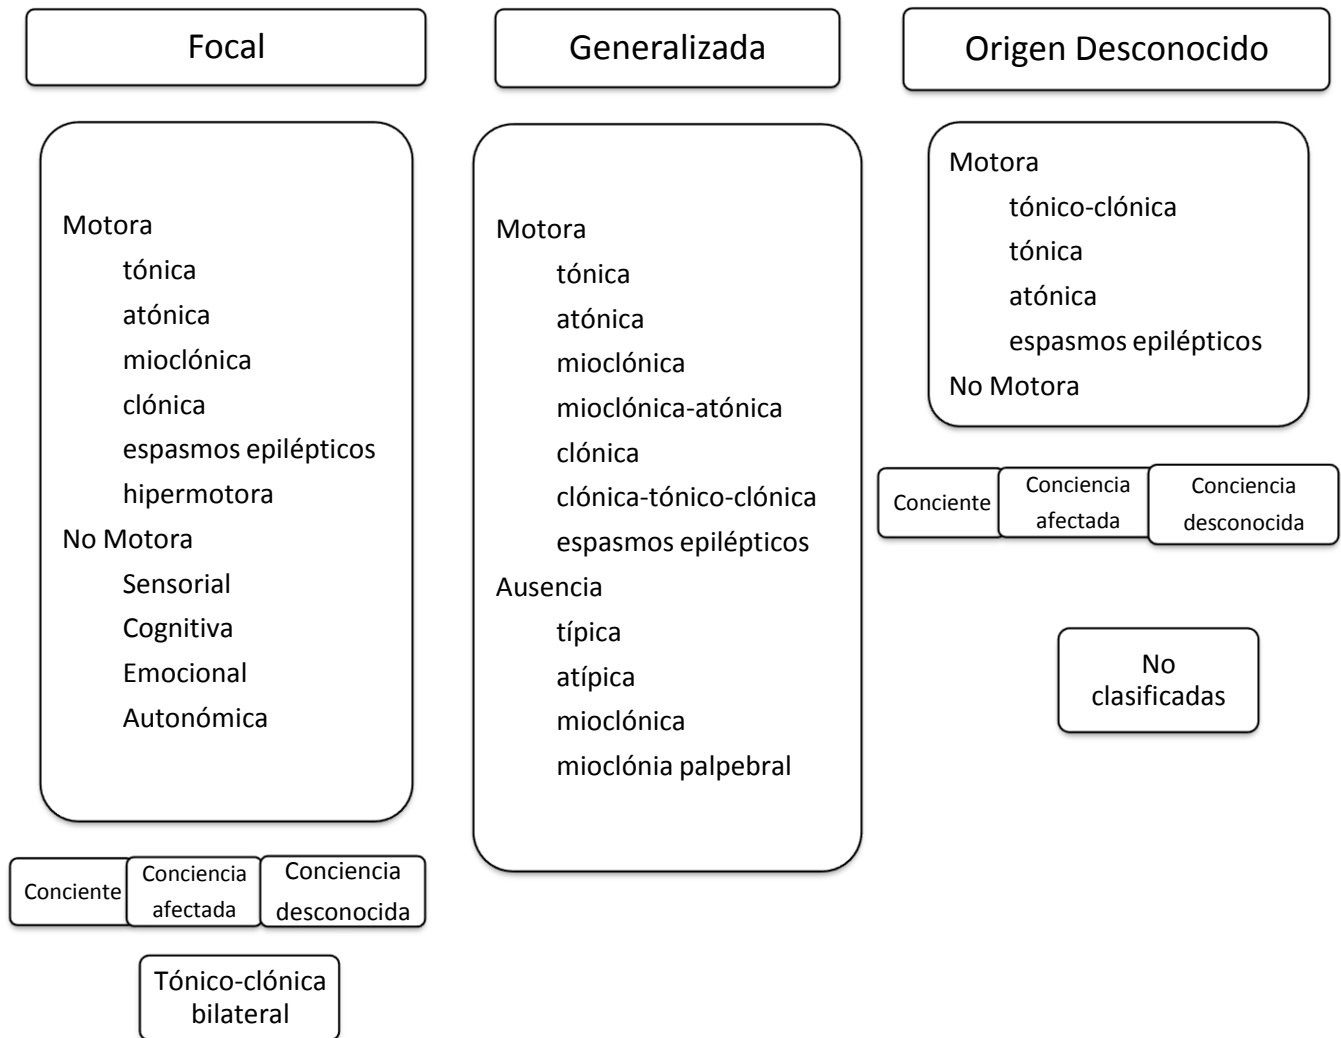 Focal
Motora
tónica
atónica
mioclónica
clónica
espasmos epilépticos
hipermotora
No Motora
Sensorial
Cognitiva
Emocional
Autonómica
Conciente
Conciencia
afectada
Conciencia
desconocida
Tónico-clónica
bilateral
Generalizada
Motora
tónica
atónica
mioclónica
mioclónica-atónica
clónica
clónica-tónico-clónica
espasmos epilépticos
Ausencia
típica
atípica
mioclónica
mioclónia palpebral
Origen Desconocido
Motora
tónico-clónica
tónica
atónica
espasmos epilépticos
No Motora
Conciente
Conciencia
afectada
Conciencia
desconocida
No
clasificadas